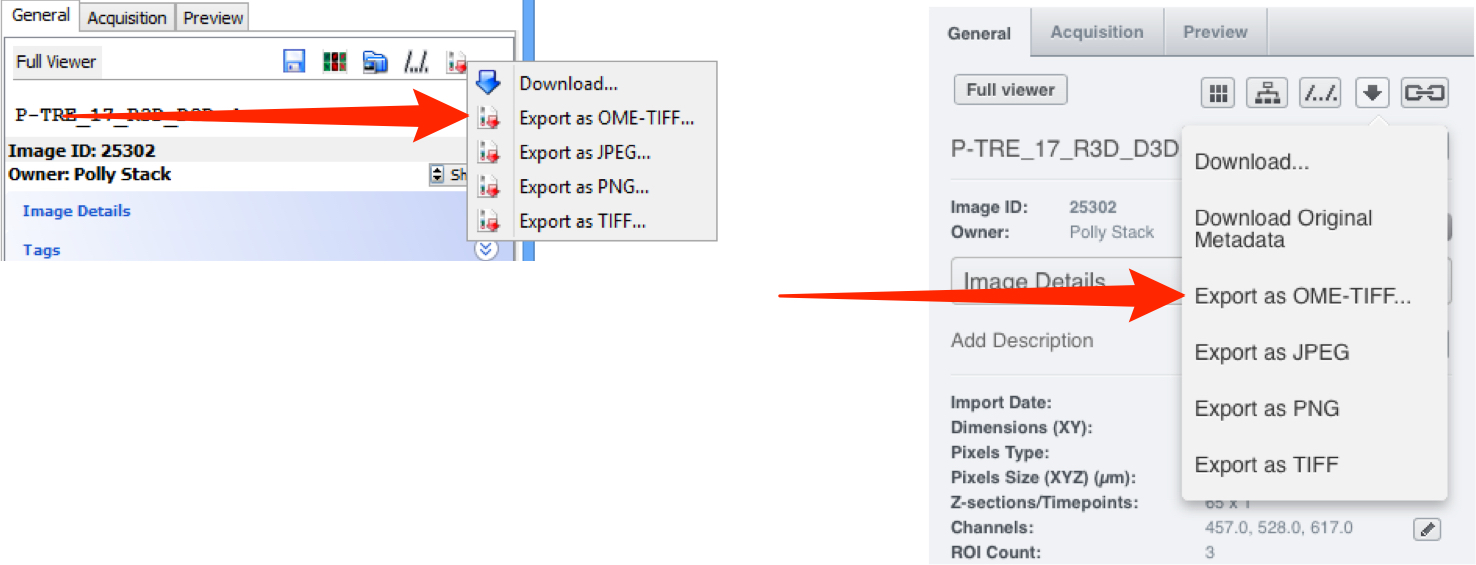 General Acquisition Preview
Full Viewer
Download...
Export as OME-TIFF...
Export as JPEG...
Export as PNG...
Export as TIFF...
Image ID: 25302
Owner: Polly Stack
Image Details
Tags
General Acquisition Preview
Full viewer
/../.
P-TRE_17_R3D_D3D
Image ID: 25302
Owner: Polly Stack
Image Details
Add Description
Import Date:
Dimensions (XY):
Pixels Type:
Pixels Size (XYZ) (µm):
Z-sections/Timepoints: 65 x 1
Channels: 457.0, 528.0, 617.0
ROI Count: 3
Download...
Download Original
Metadata
Export as OME-TIFF...
Export as JPEG
Export as PNG
Export as TIFF